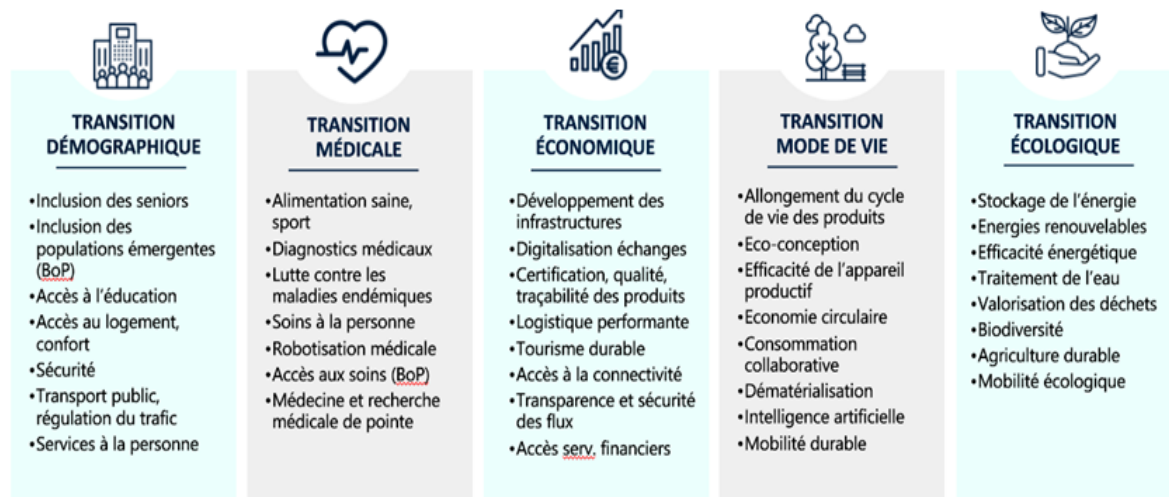 TRANSITION
DÉMOGRAPHIQUE
•Inclusion des seniors
•Inclusion des
populations émergentes
(BoP)
•Accès à l'éducation
•Accès au logement,
confort
•Sécurité
•Transport public,
régulation du trafic
•Services à la personne
TRANSITION
MÉDICALE
•Alimentation saine,
sport
•Diagnostics médicaux
•Lutte contre les
maladies endémiques
•Soins à la personne
•Robotisation médicale
•Accès aux soins (BoP)
•Médecine et recherche
médicale de pointe
TRANSITION
ÉCONOMIQUE
•Développement des
infrastructures
•Digitalisation échanges
•Certification, qualité,
traçabilité des produits
•Logistique performante
•Tourisme durable
•Accès à la connectivité
•Transparence et sécurité
des flux
•Accès serv. financiers
TRANSITION
MODE DE VIE
•Allongement du cycle
de vie des produits
•Eco-conception
•Efficacité de l'appareil
productif
•Economie circulaire
•Consommation
collaborative
•Dématérialisation
•Intelligence artificielle
•Mobilité durable
TRANSITION
ÉCOLOGIQUE
•Stockage de l'énergie
•Energies renouvelables
•Efficacité énergétique
•Traitement de l'eau
•Valorisation des déchets
•Biodiversité
•Agriculture durable
•Mobilité écologique